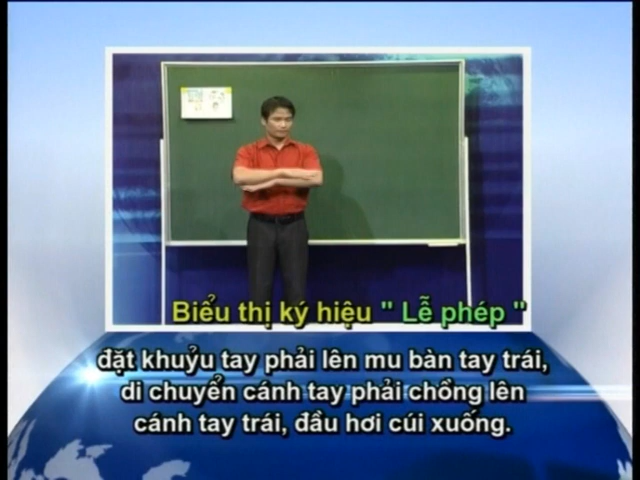 Biểu thị ký hiệu " Lễ phép "
đặt khuỷu tay phải lên mu bàn tay trái,
di chuyển cánh tay phải chồng lên
cánh tay trái, đầu hơi cúi xuống.